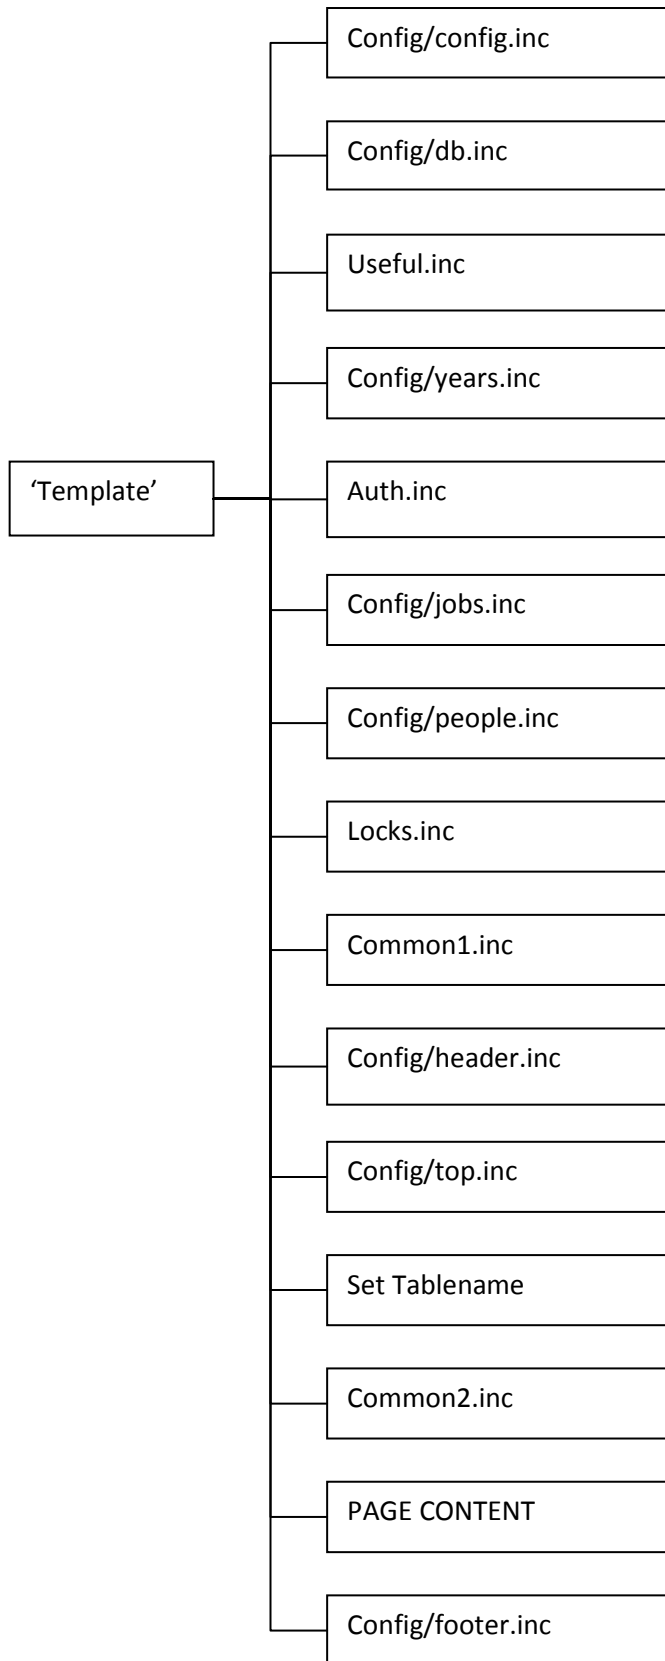 Config/config.inc
Config/db.inc
Useful.inc
Config/years.inc
‘Template’
Auth.inc
Config/jobs.inc
Config/people.inc
Locks.inc
Common1.inc
Config/header.inc
Config/top.inc
Set Tablename
Common2.inc
PAGE CONTENT
Config/footer.inc